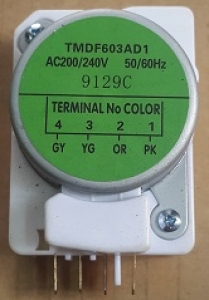 TMDF603AD1
AC200/240V 50/60Hz
9129C
TERMINAL No COLOR
4 3 2 1
GY YG OR PK